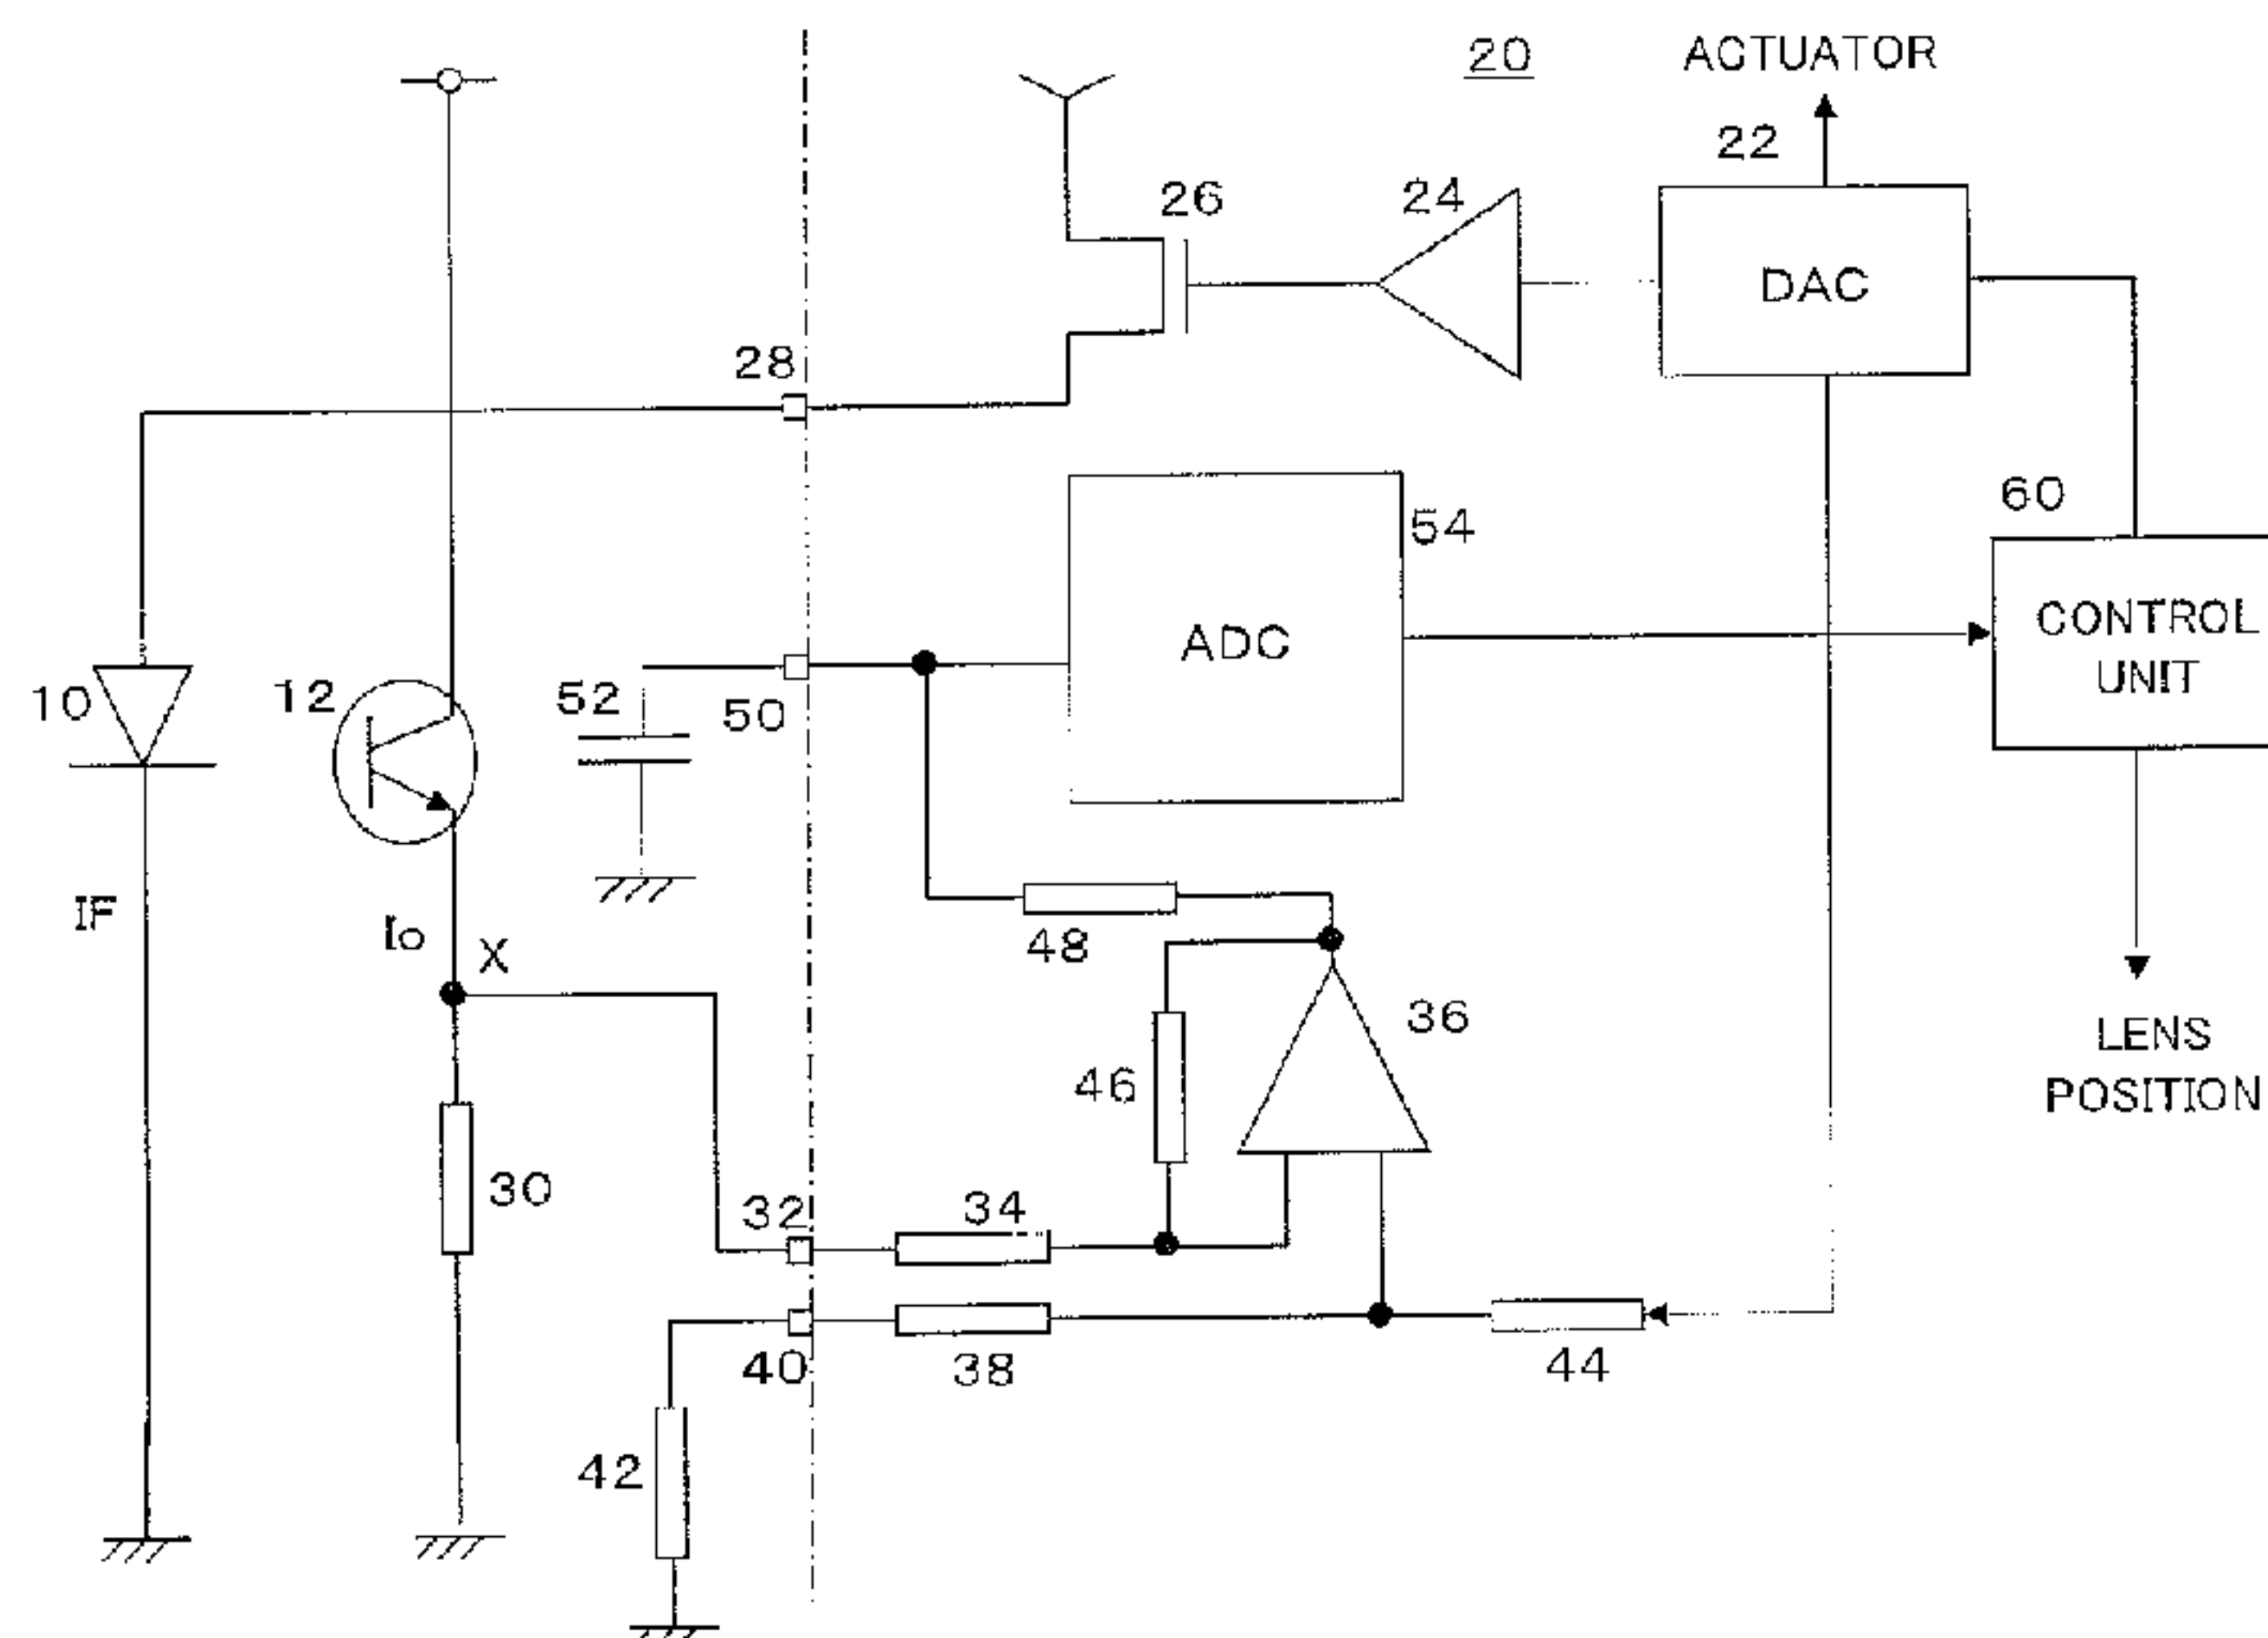 20
ACTUATOR
22
26
24
DAC
28
60
54
CONTROL
UNIT
ADC
10
12
52
50
IF
Io
X
48
36
LENS
POSITION
46
30
32
34
40
38
44
42